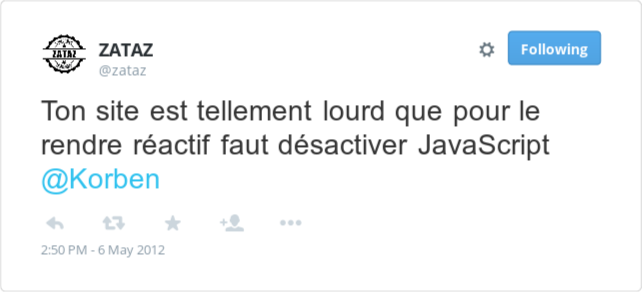 ZATAZ
ZATAZ
@zataz
Following
Ton site est tellement lourd que pour le
rendre réactif faut désactiver JavaScript
@Korben
2:50 PM - 6 May 2012